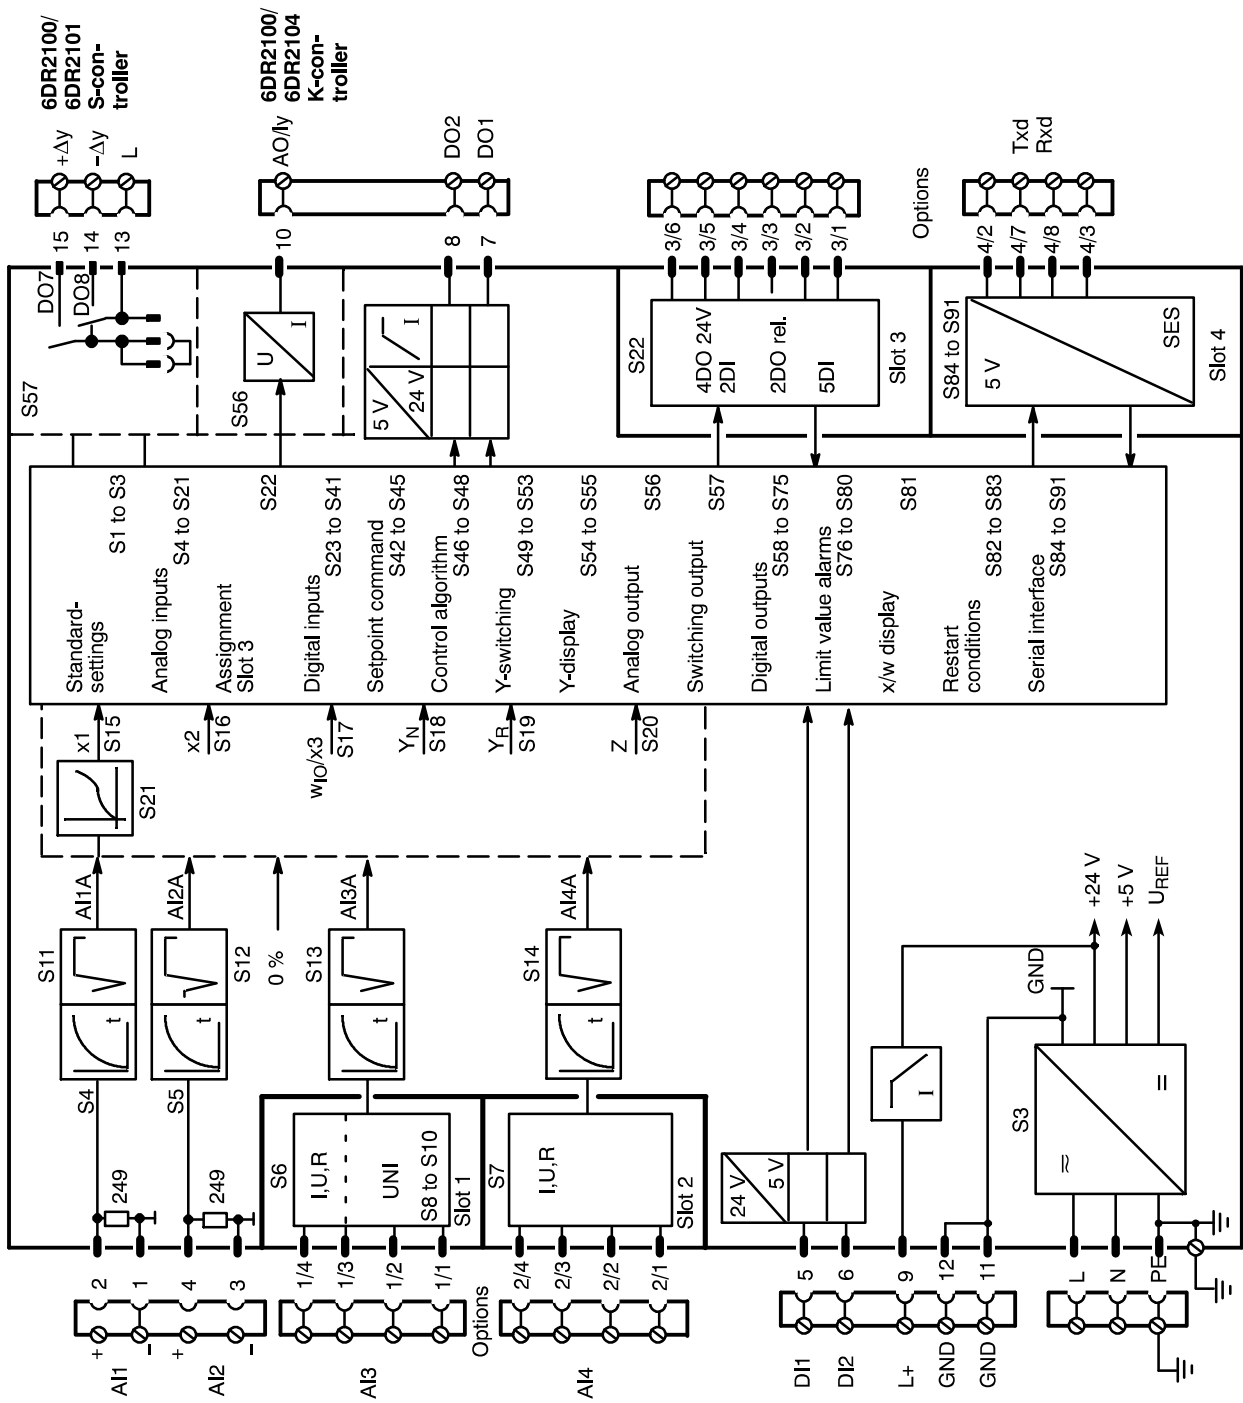 6DR2100/
6DR2101
S-con-
troller
+Δy
-Δy
L
15
14
13
DO7
DO8
S57
6DR2100/
6DR2104
K-con-
troller
AO/Iy
DO2
DO1
10
8
7
U
I
S56
5 V
24 V
I
3/6
3/5
3/4
3/3
3/2
3/1
S22
4DO 24V
2DI
2DO rel.
5DI
Slot 3
Options
4/2
4/7
4/8
4/3
Txd
Rxd
S84 to S91
5 V
SES
Slot 4
Standard-
settings
S1 to S3
Analog inputs
S4 to S21
Assignment
Slot 3
S22
Digital inputs
S23 to S41
Setpoint command
S42 to S45
Control algorithm
S46 to S48
Y-switching
S49 to S53
Y-display
S54 to S55
Analog output
S56
Switching output
S57
Digital outputs
S58 to S75
Limit value alarms
S76 to S80
x/w display
S81
Restart
conditions
S82 to S83
Serial interface
S84 to S91
x1
S15
x2
S16
wIO/x3
S17
YN
S18
YR
S19
Z
S20
S21
AI1A
AI2A
0 %
AI3A
AI4A
S11
t
S12
t
S13
t
S14
t
S4
S5
249
249
S6
I,U,R
UNI
S8 to S10
Slot 1
S7
I,U,R
Slot 2
2
1
4
3
+
-
+
-
AI1
AI2
1/4
1/3
1/2
1/1
AI3
Options
2/4
2/3
2/2
2/1
AI4
24 V
5 V
5
6
9
12
11
DI1
DI2
L+
GND
GND
I
GND
+24 V
+5 V
UREF
S3
≈
=
L
N
PE